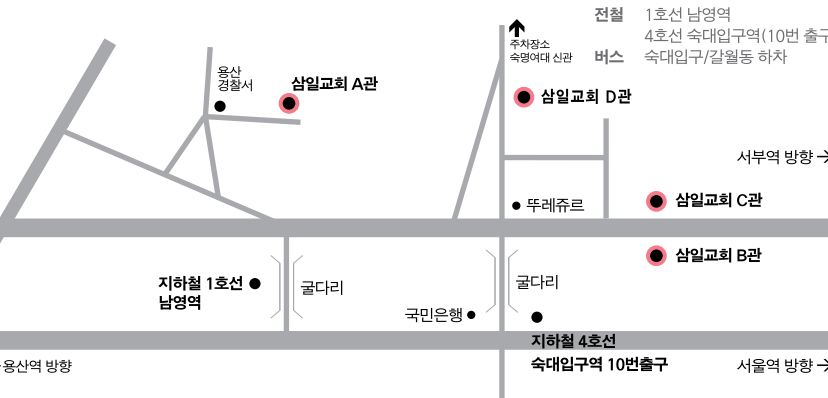 전철 1호선 남영역
4호선 숙대입구역(10번 출구
버스 숙대입구/갈월동 하차
주차장소
숙명여대 신관
용산
경찰서
삼일교회 A관
삼일교회 D관
서부역 방향
뚜레쥬르
삼일교회 C관
삼일교회 B관
지하철 1호선
남영역
굴다리
굴다리
국민은행
지하철 4호선
숙대입구역 10번출구
용산역 방향
서울역 방향